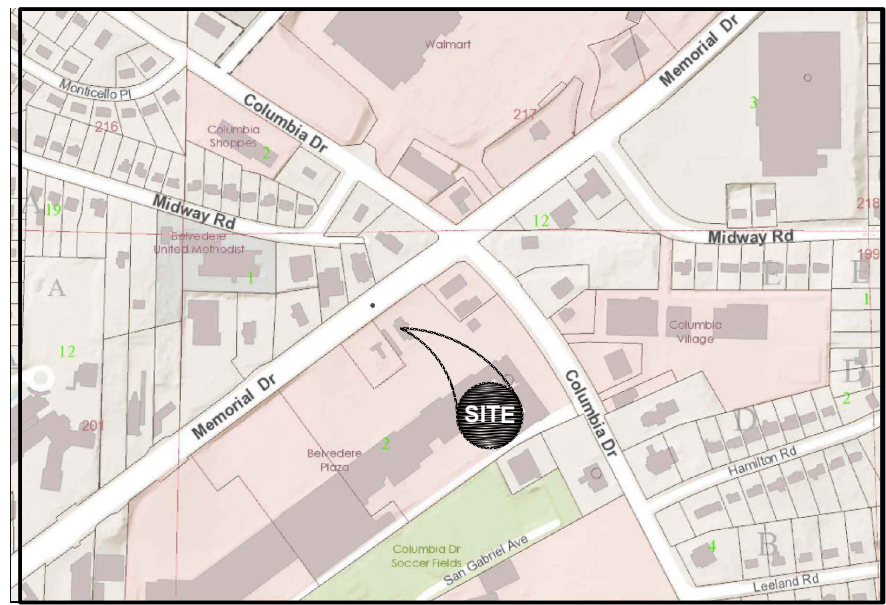 Walmart
Memorial Dr
Monticello Pl
3
Columbia Dr
217
216
Columbia
Shoppes
2
218
A
19
Midway Rd
12
Belvedere
United Methodist
Midway Rd
199
1
E
E
A
1
Columbia
Village
12
D
Memorial Dr
SITE
Columbia Dr
2
D
201
2
Belvedere
Plaza
Hamilton Rd
Columbia Dr
Soccer Fields
San Gabriel Ave
4
B
Leeland Rd